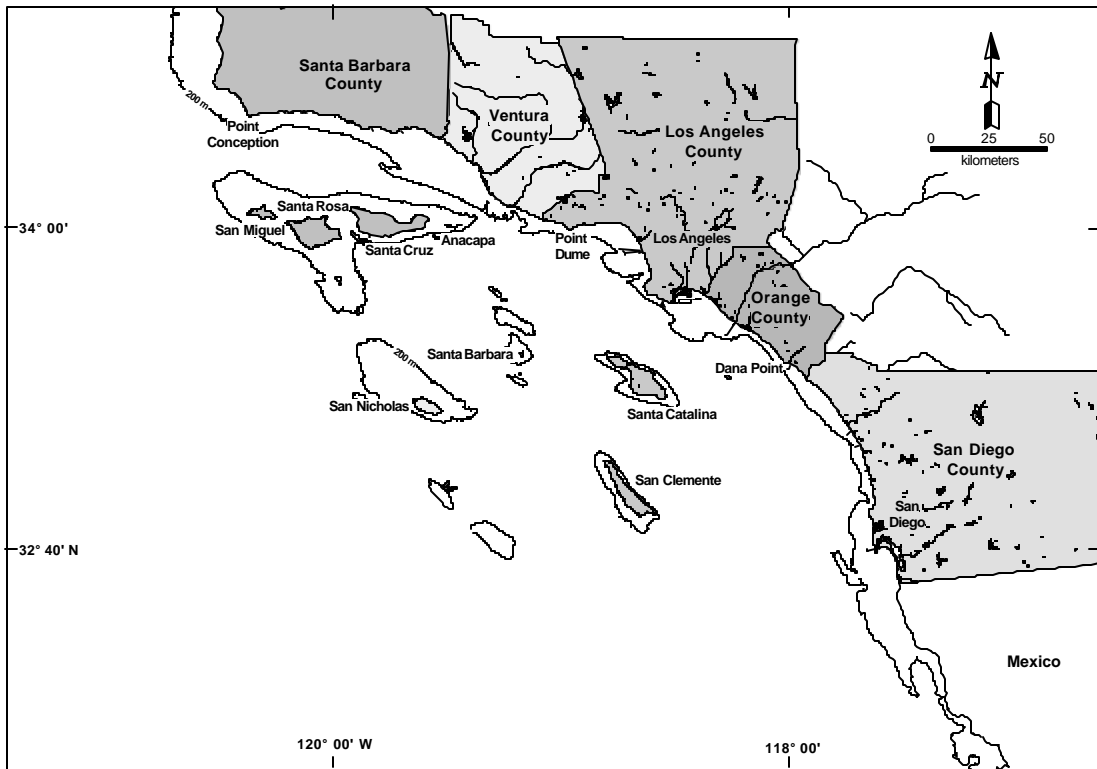 Santa Barbara
County
200 m
Point
Conception
Ventura
County
Los Angeles
County
N
0 25 50
kilometers
34° 00'
Santa Rosa
San Miguel
Santa Cruz
Anacapa
Point
Dume
Los Angeles
Orange
County
200 m
Santa Barbara
Dana Point
San Nicholas
Santa Catalina
San Diego
County
San Clemente
San
Diego
32° 40' N
Mexico
120° 00' W
118° 00'